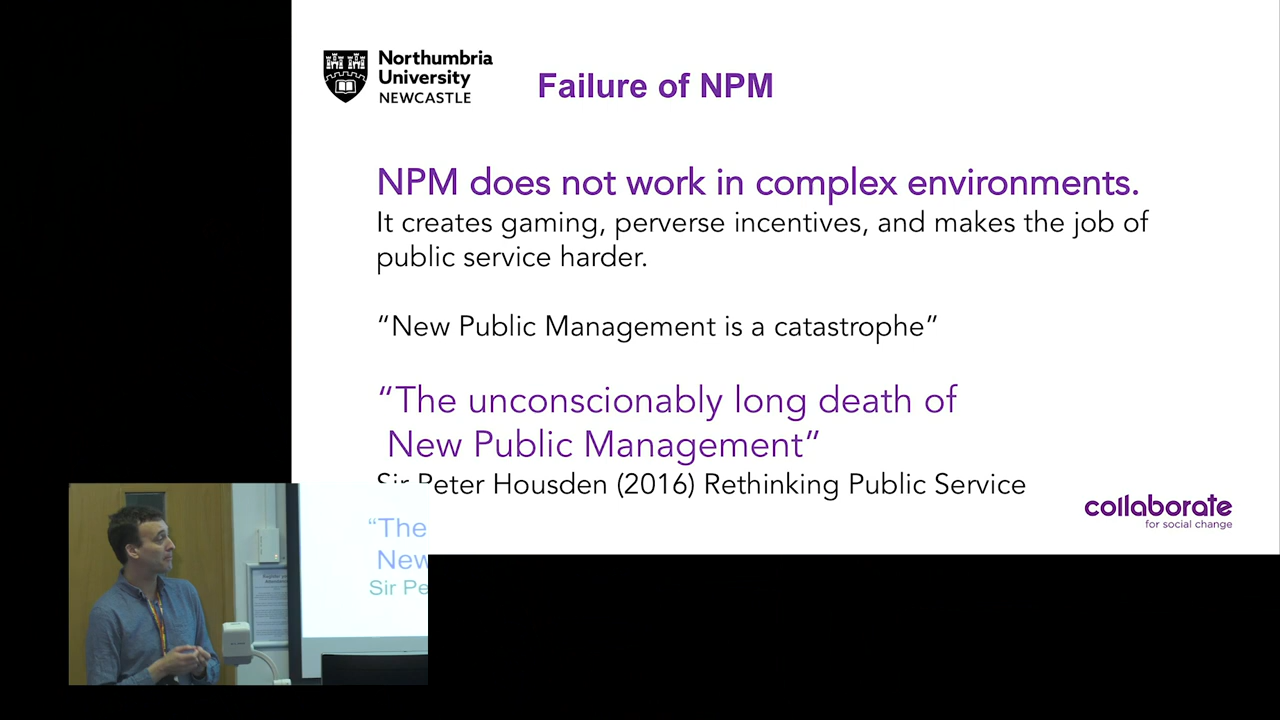 Northumbria
University
NEWCASTLE
Failure of NPM
NPM does not work in complex environments.
It creates gaming, perverse incentives, and makes the job of
public service harder.
“New Public Management is a catastrophe”
“The unconscionably long death of
New Public Management”
Sir Peter Housden (2016) Rethinking Public Service
collaborate
for social change
“The
New
Sir Pe